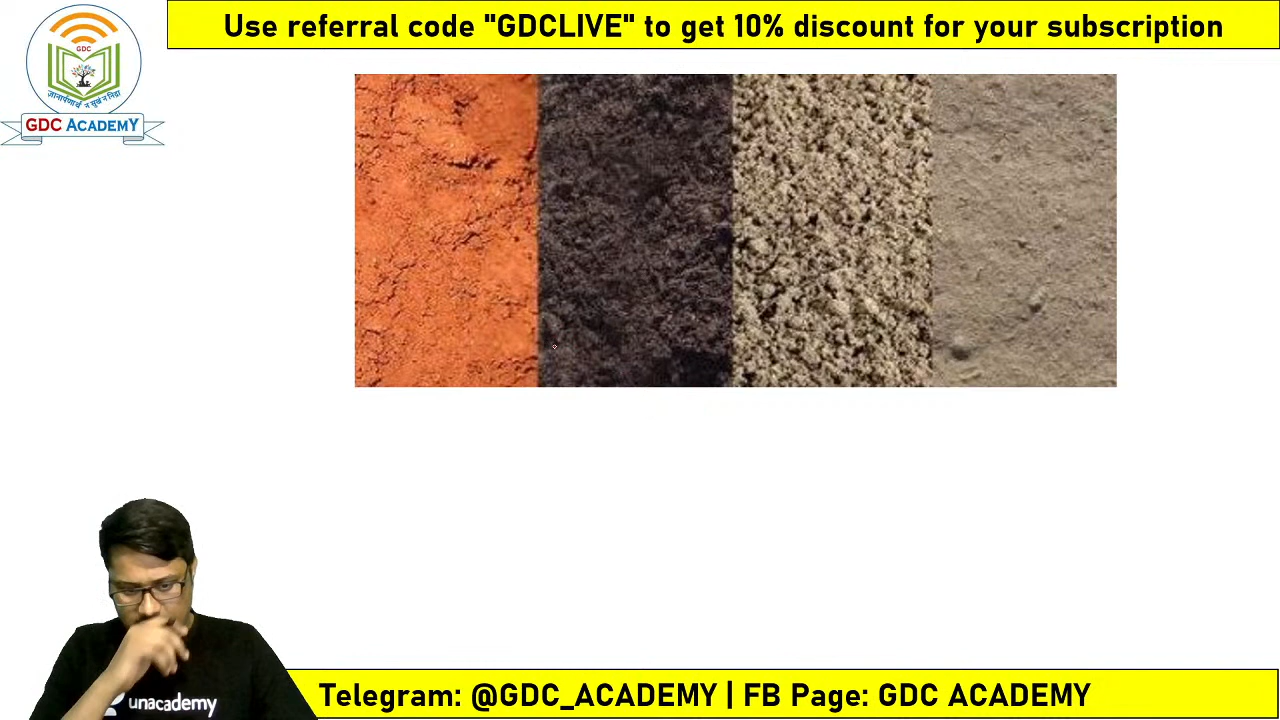 Use referral code "GDCLIVE" to get 10% discount for your subscription
GDC
GDC ACADEMY
unacademy
Telegram: @GDC_ACADEMY | FB Page: GDC ACADEMY